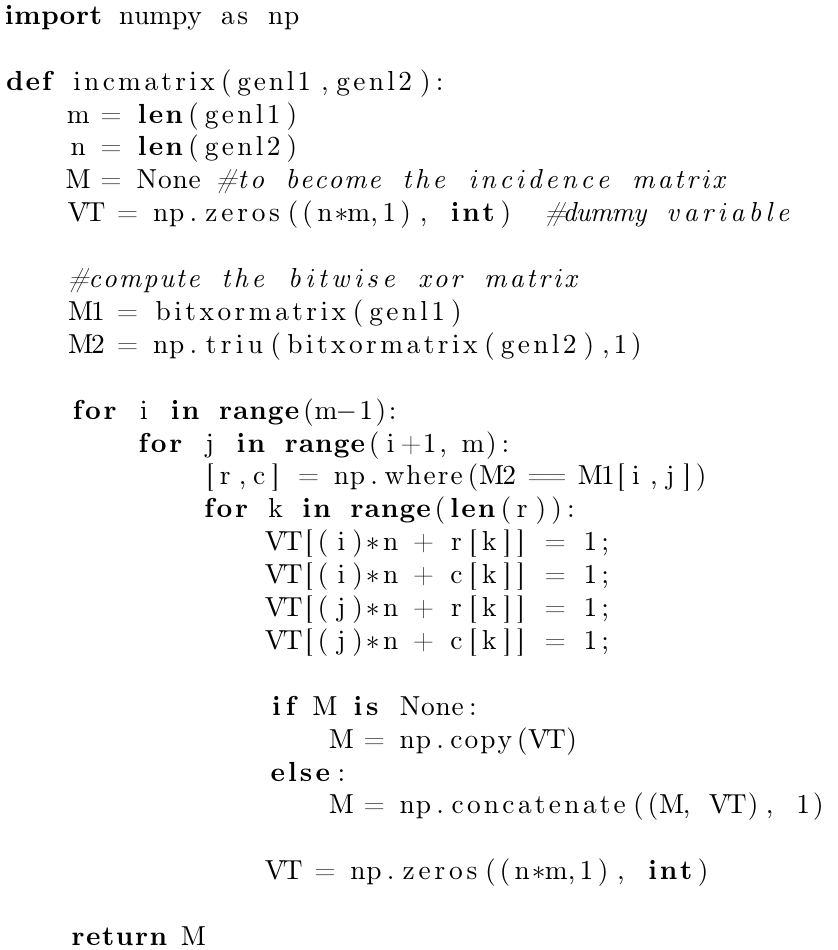 import numpy as np

def incmatrix(genl1,genl2):
    m = len(genl1)
    n = len(genl2)
    M = None #to become the incidence matrix
    VT = np.zeros((n*m,1), int)  #dummy variable

    #compute the bitwise xor matrix
    M1 = bitxormatrix(genl1)
    M2 = np.triu(bitxormatrix(genl2),1)

    for i in range(m-1):
        for j in range(i+1, m):
            [r,c] = np.where(M2 == M1[i,j])
            for k in range(len(r)):
                VT[(i)*n + r[k]] = 1;
                VT[(i)*n + c[k]] = 1;
                VT[(j)*n + r[k]] = 1;
                VT[(j)*n + c[k]] = 1;

                if M is None:
                    M = np.copy(VT)
                else:
                    M = np.concatenate((M, VT), 1)

                VT = np.zeros((n*m,1), int)

    return M